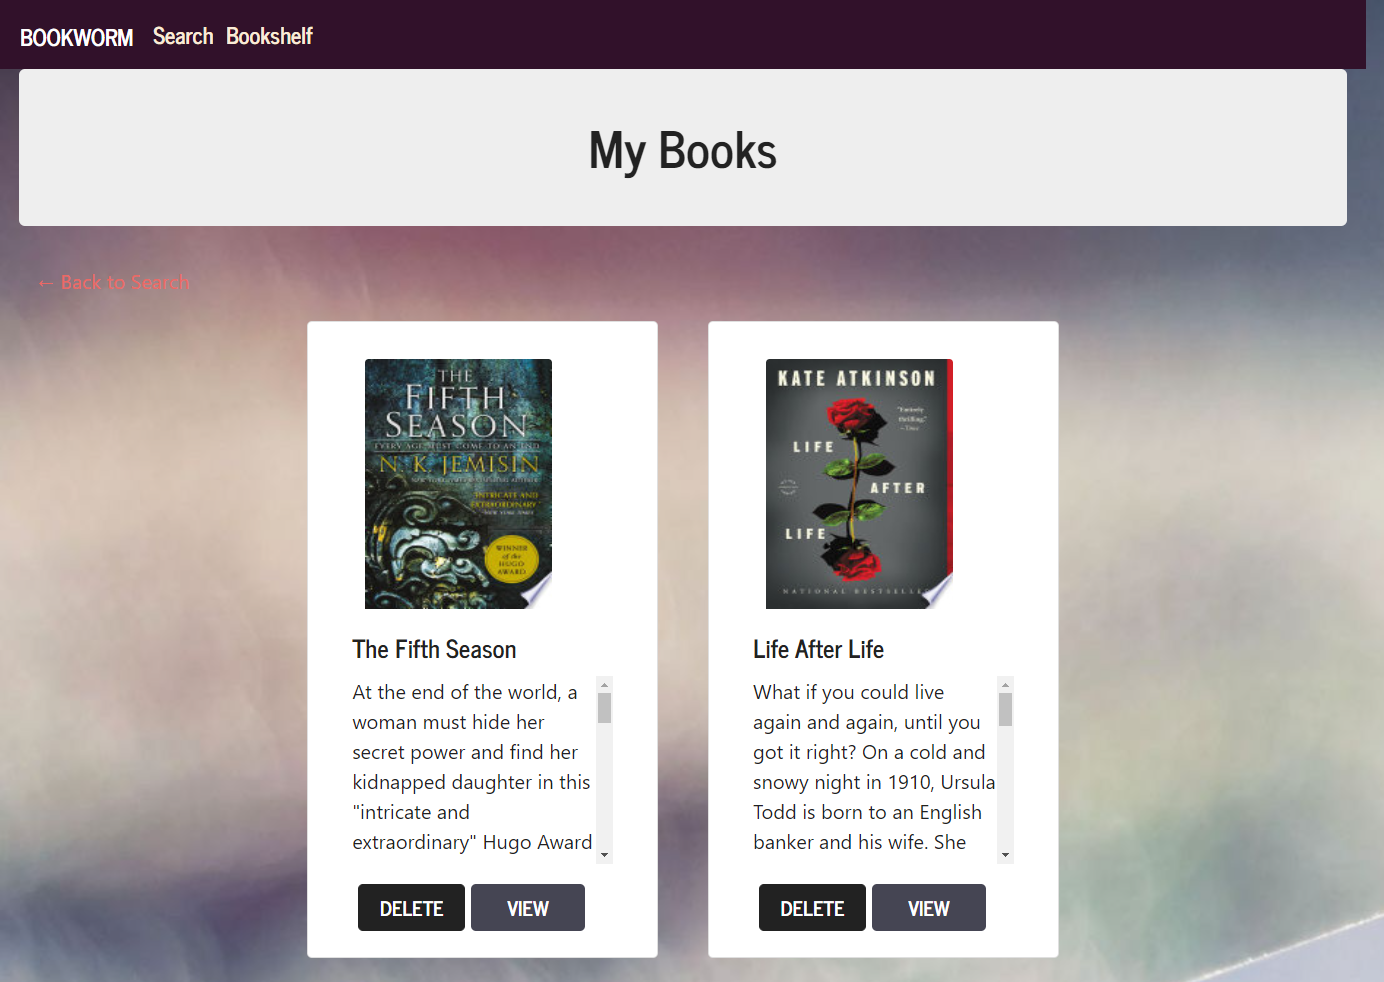 BOOKWORM Search Bookshelf
My Books
← Back to Search
THE
FIFTH
SEASON
EVERY AGE MUST COME TO AN END
N. K. JEMISIN
"INTRICATE AND
EXTRAORDINARY."
—NEW YORK TIMES
WINNER
of the
HUGO
AWARD
The Fifth Season
At the end of the world, a
woman must hide her
secret power and find her
kidnapped daughter in this
"intricate and
extraordinary" Hugo Award
DELETE VIEW
KATE ATKINSON
"Entirely
thrilling."
—Time
LIFE
AFTER
LIFE
NATIONAL BESTSELLE
Life After Life
What if you could live
again and again, until you
got it right? On a cold and
snowy night in 1910, Ursula
Todd is born to an English
banker and his wife. She
DELETE VIEW